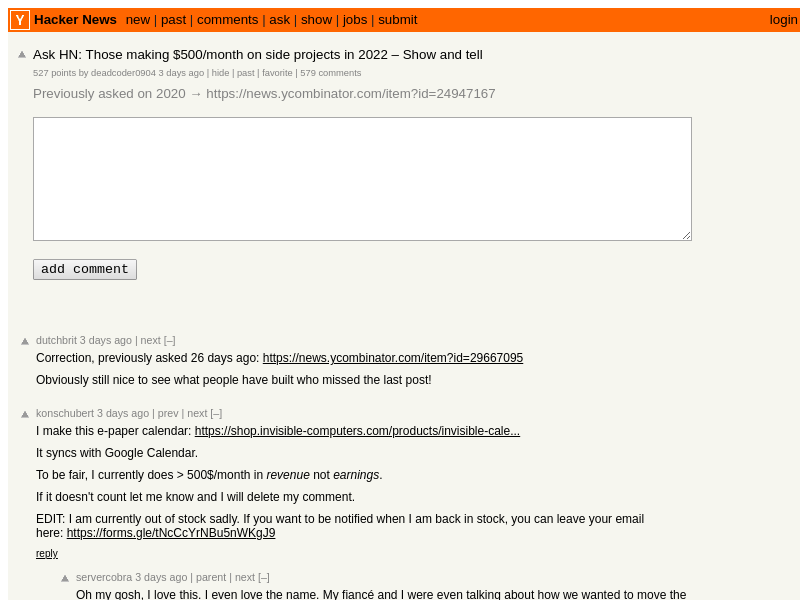 Y Hacker News new | past | comments | ask | show | jobs | submit login
Ask HN: Those making $500/month on side projects in 2022 – Show and tell
527 points by deadcoder0904 3 days ago | hide | past | favorite | 579 comments
Previously asked on 2020 → https://news.ycombinator.com/item?id=24947167
add comment
dutchbrit 3 days ago | next [–]
Correction, previously asked 26 days ago: https://news.ycombinator.com/item?id=29667095
Obviously still nice to see what people have built who missed the last post!
konschubert 3 days ago | prev | next [–]
I make this e-paper calendar: https://shop.invisible-computers.com/products/invisible-cale...
It syncs with Google Calendar.
To be fair, I currently does > 500$/month in revenue not earnings.
If it doesn't count let me know and I will delete my comment.
EDIT: I am currently out of stock sadly. If you want to be notified when I am back in stock, you can leave your email
here: https://forms.gle/tNcCcYrNBu5nWKgJ9
reply
servercobra 3 days ago | parent | next [–]
Oh my gosh, I love this. I even love the name. My fiancé and I were even talking about how we wanted to move the